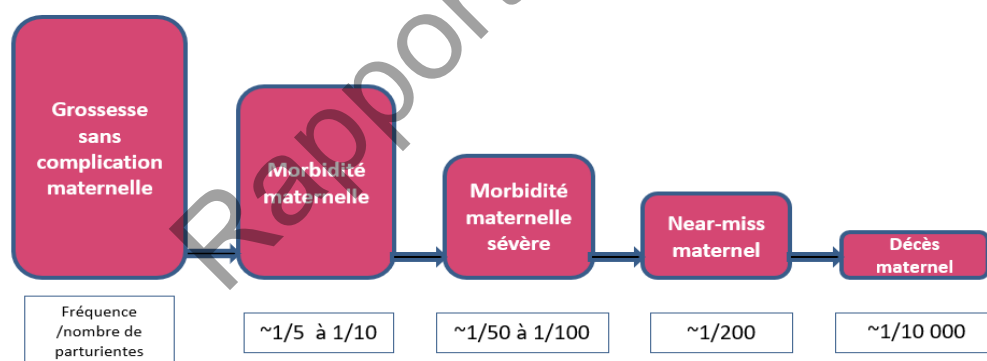 Grossesse
sans
complication
maternelle
Morbidité
maternelle
Morbidité
maternelle
sévère
Near-miss
maternel
Décès
maternel
Fréquence
/nombre de
parturientes
~1/5 à 1/10
~1/50 à 1/100
~1/200
~1/10 000
Rapport